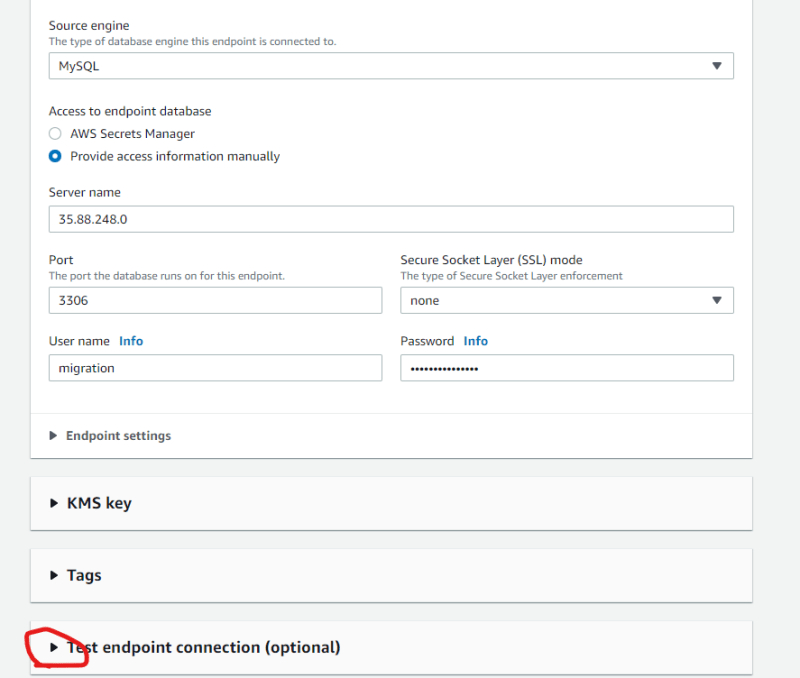 Source engine
The type of database engine this endpoint is connected to.
MySQL
Access to endpoint database
AWS Secrets Manager
Provide access information manually
Server name
35.88.248.0
Port
The port the database runs on for this endpoint.
3306
Secure Socket Layer (SSL) mode
The type of Secure Socket Layer enforcement
none
User name Info
migration
Password Info
•••••••••••••••
Endpoint settings
KMS key
Tags
Test endpoint connection (optional)